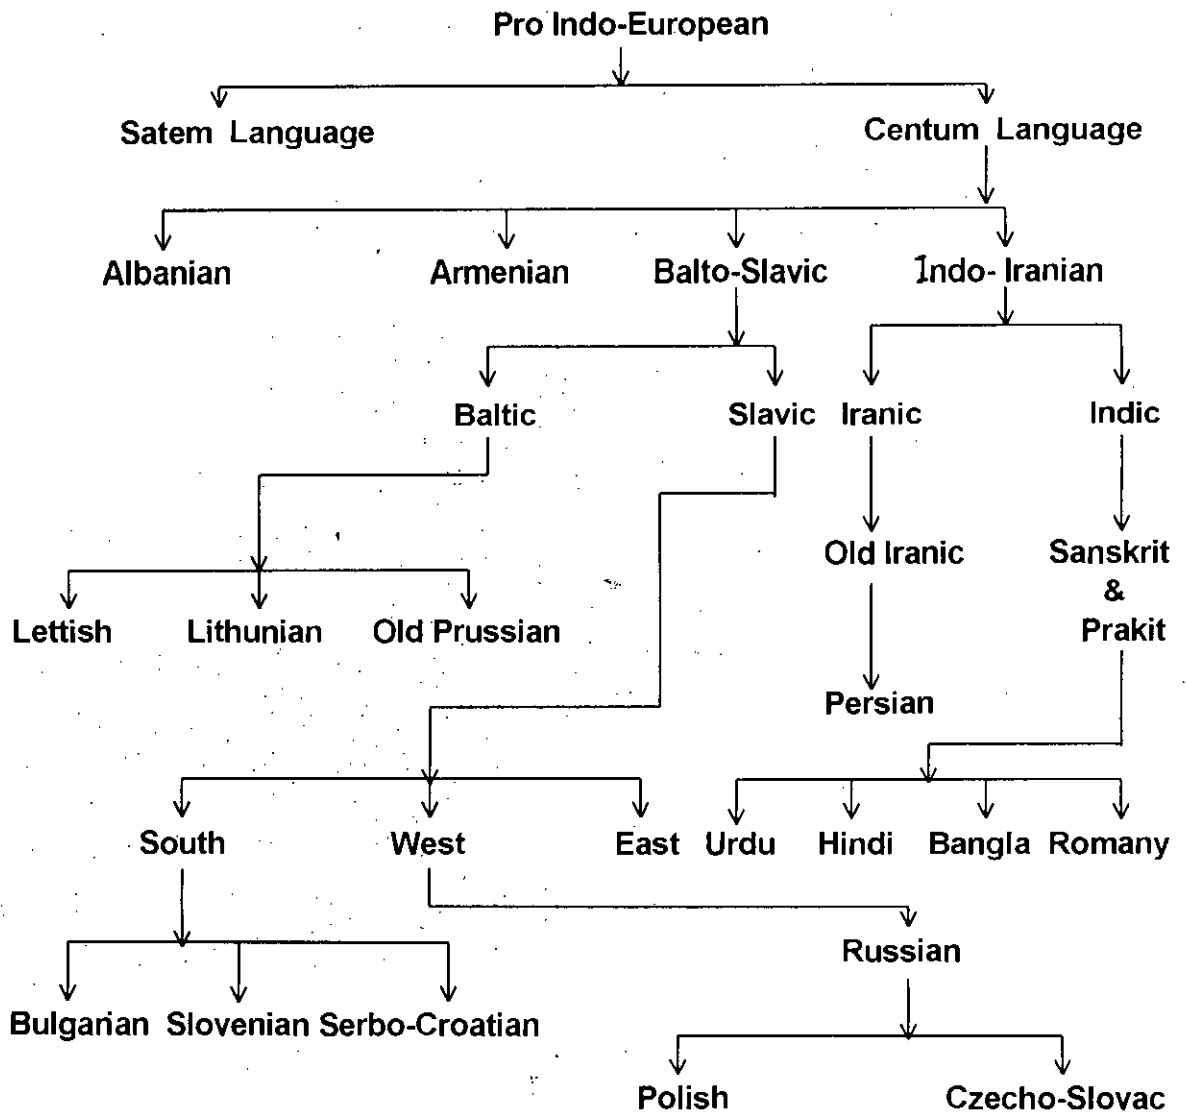 Pro Indo-European
Satem Language
Centum Language
Albanian
Armenian
Balto-Slavic
Indo-Iranian
Baltic
Slavic
Iranic
Indic
Old Iranic
Sanskrit
&
Prakit
Lettish
Lithunian
Old Prussian
Persian
South
West
East
Urdu
Hindi
Bangla
Romany
Russian
Bulgarian
Slovenian
Serbo-Croatian
Polish
Czecho-Slovac